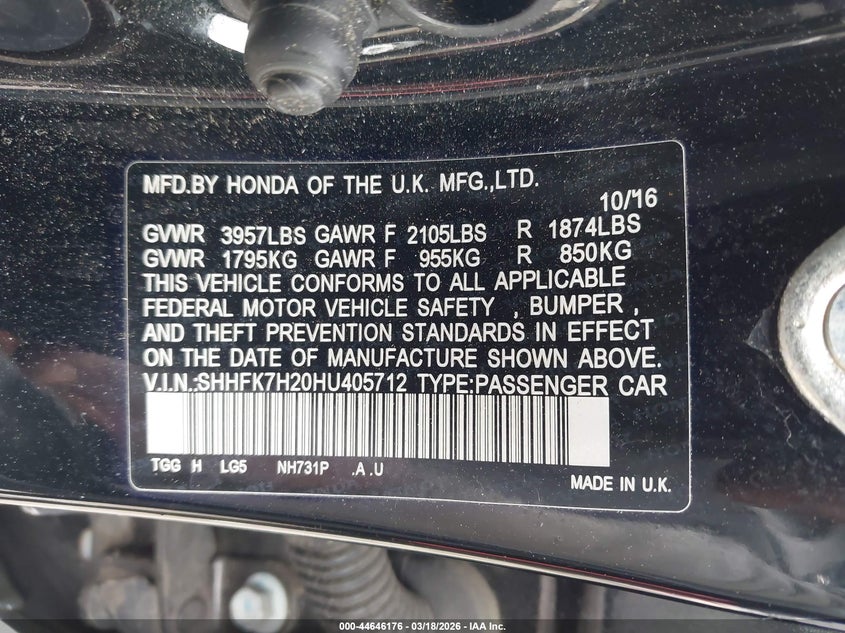 MFD.BY HONDA OF THE U.K. MFG.,LTD.
10/16
GVWR 3957LBS GAWR F 2105LBS R 1874LBS
GVWR 1795KG GAWR F 955KG R 850KG
THIS VEHICLE CONFORMS TO ALL APPLICABLE
FEDERAL MOTOR VEHICLE SAFETY , BUMPER ,
AND THEFT PREVENTION STANDARDS IN EFFECT
ON THE DATE OF MANUFACTURE SHOWN ABOVE.
V.I.N.:SHHFK7H20HU405712 TYPE:PASSENGER CAR
TGG H LG5 NH731P .A .U
MADE IN U.K.
000-44646176 - 03/18/2026 - IAA Inc.